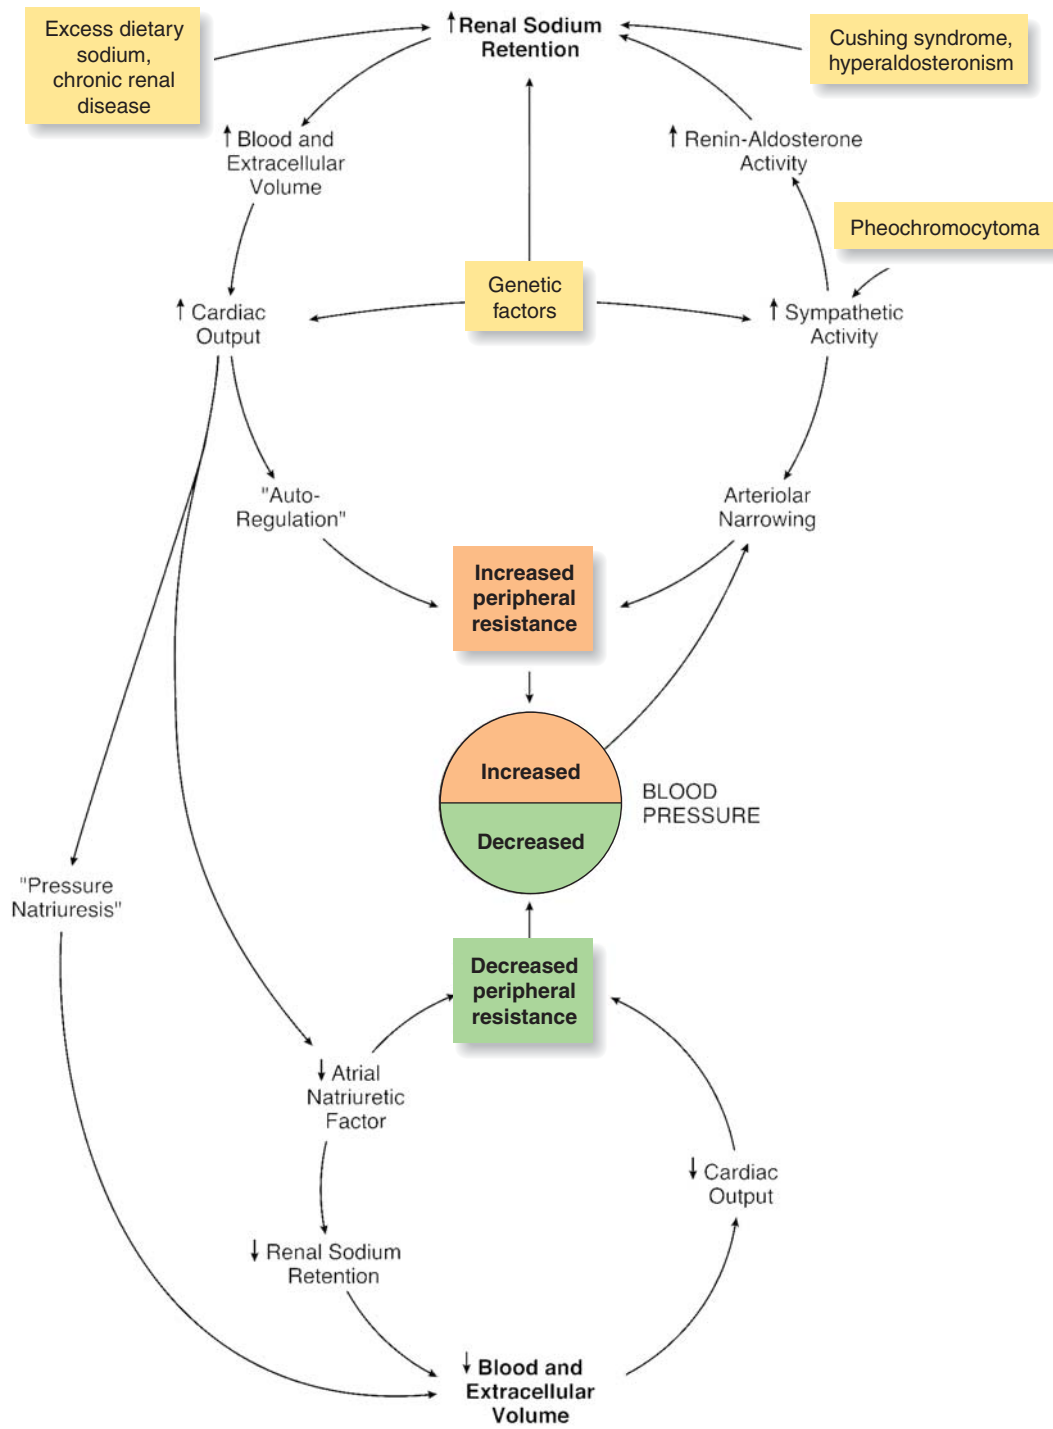 Excess dietary
sodium,
chronic renal
disease
↑Renal Sodium
Retention
Cushing syndrome,
hyperaldosteronism
↑Blood and
Extracellular
Volume
↑ Renin-Aldosterone
Activity
Pheochromocytoma
Genetic
factors
↑ Cardiac
Output
↑ Sympathetic
Activity
"Auto-
Regulation"
Arteriolar
Narrowing
Increased
peripheral
resistance
Increased
Decreased
BLOOD
PRESSURE
"Pressure
Natriuresis"
Decreased
peripheral
resistance
↓ Atrial
Natriuretic
Factor
↓ Cardiac
Output
↓ Renal Sodium
Retention
↓ Blood and
Extracellular
Volume